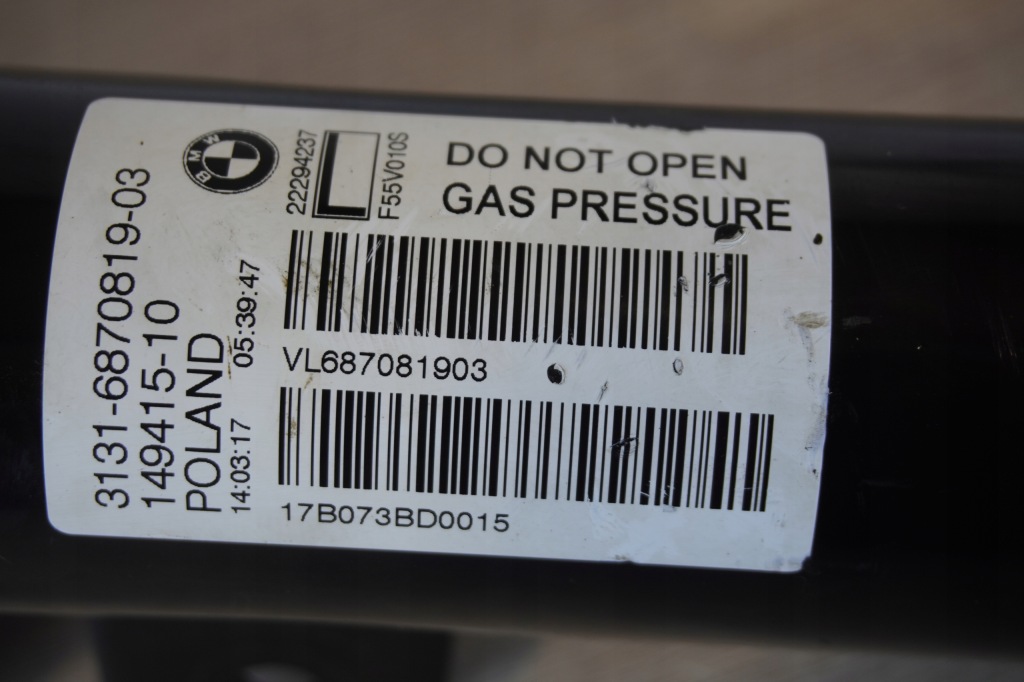 BMW
3131-6870819-03
149415-10
POLAND
14:03:17 05:39:47
22294237
L
F55V010S
DO NOT OPEN
GAS PRESSURE
VL687081903
17B073BD0015